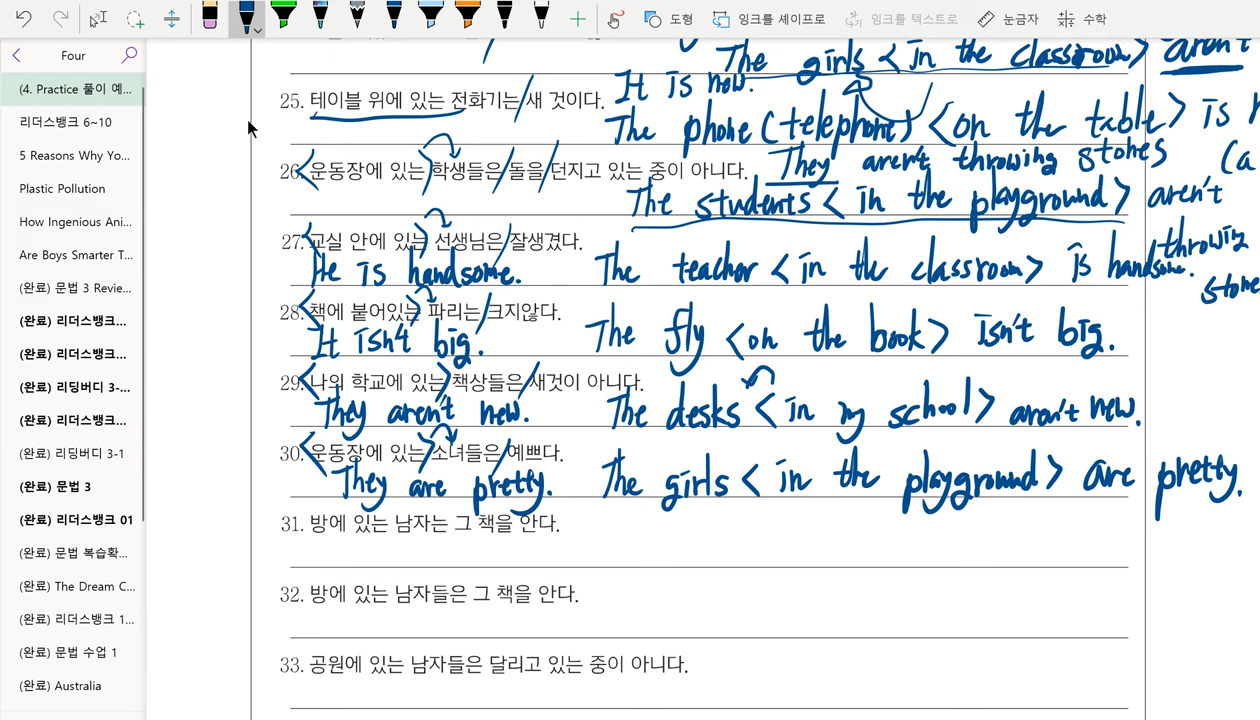 도형
잉크를 셰이프로
잉크를 텍스트로
눈금자
수학
Four
(4. Practice 풀이 예...
리더스뱅크 6~10
5 Reasons Why Yo...
Plastic Pollution
How Ingenious Ani...
Are Boys Smarter T...
(완료) 문법 3 Revie...
(완료) 리더스뱅크...
(완료) 리더스뱅크...
(완료) 리딩버디 3-...
(완료) 리더스뱅크...
(완료) 리딩버디 3-1
(완료) 문법 3
(완료) 리더스뱅크 01
(완료) 문법 복습확...
(완료) The Dream C...
(완료) 리더스뱅크 1...
(완료) 문법 수업 1
(완료) Australia
The girls < in the classroom > aren't
It is new.
25. 테이블 위에 있는 전화기는/새 것이다.
The phone (telephone) <on the table> is
They aren't throwing stones (a
26. <운동장에 있는) 학생들은/돌을/던지고 있는 중이 아니다.
The students < in the playground > aren't
throwing
stone
27. <교실 안에 있는) 선생님은/잘생겼다.
He is handsome. The teacher < in the classroom > is handsome.
28. <책에 붙어있는> 파리는/크지않다.
It isn't big. The fly <on the book> isn't big.
29. <나의 학교에 있는> 책상들은/새것이 아니다.
They aren't new. The desks < in my school> aren't new.
30. <운동장에 있는> 소녀들은/예쁘다.
They are pretty. The girls < in the playground > are pretty.
31. 방에 있는 남자는 그 책을 안다.
32. 방에 있는 남자들은 그 책을 안다.
33. 공원에 있는 남자들은 달리고 있는 중이 아니다.